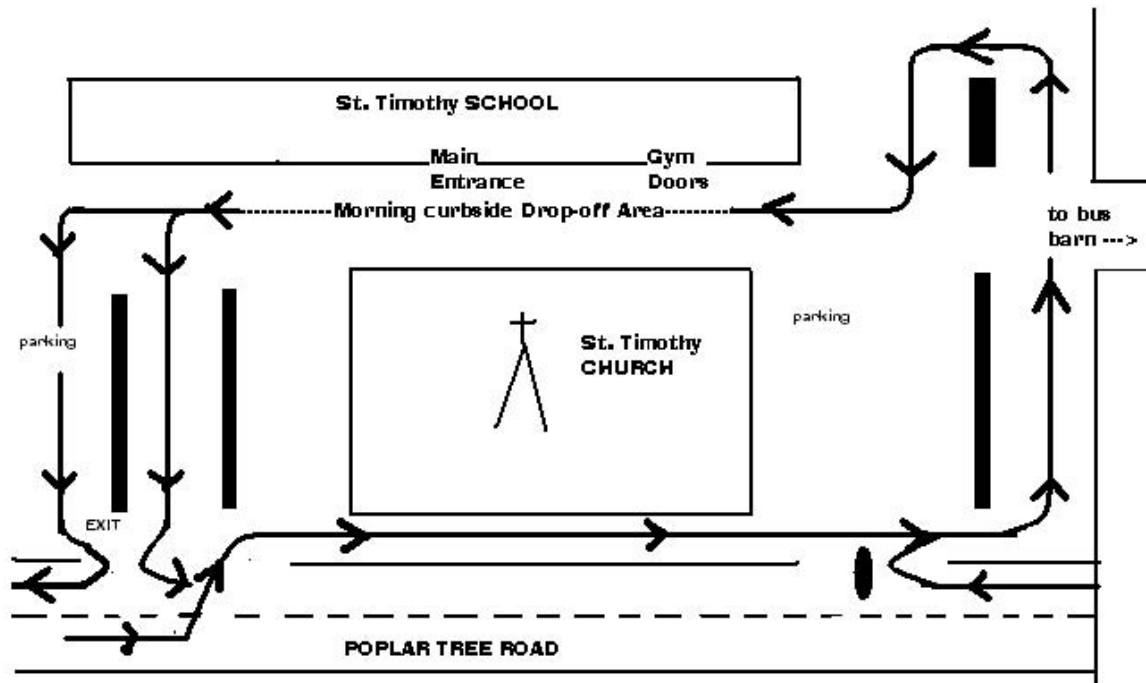 St. Timothy SCHOOL
Main
Entrance
Gym
Doors
---------Morning curbside Drop-off Area-------
to bus
barn --->
parking
St. Timothy
CHURCH
parking
EXIT
POPLAR TREE ROAD